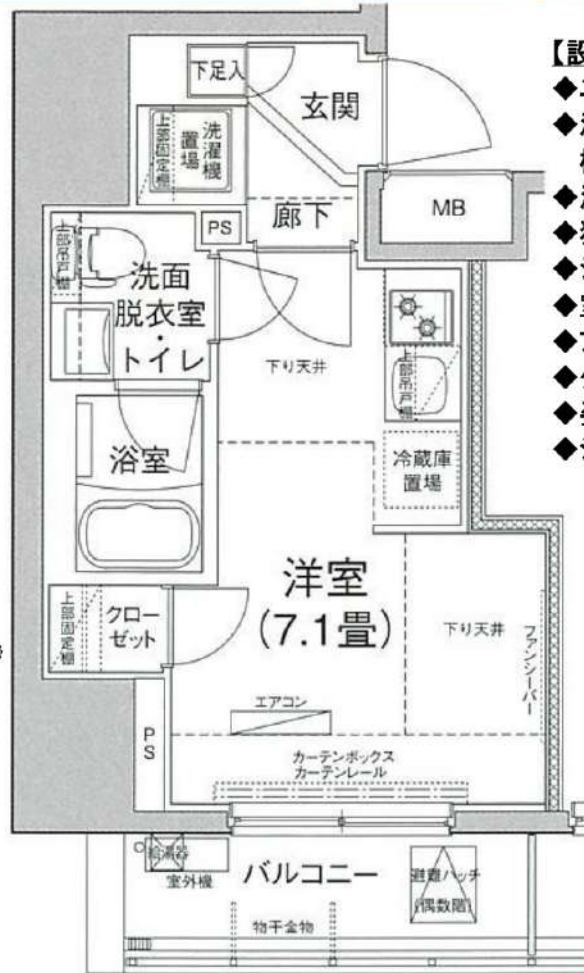 【設
下足入
玄関
上部固定棚
洗濯機
置場
廊下
MB
PS
上部吊戸棚
洗面
脱衣室
・
トイレ
下り天井
上部吊戸棚
冷蔵庫
置場
浴室
洋室
(7.1畳)
下り天井
上部固定棚
クロー
ゼット
ファンシーバー
エアコン
PS
カーテンボックス
カーテンレール
給湯器
室外機
バルコニー
避難ハッチ
(偶数階)
物干金物